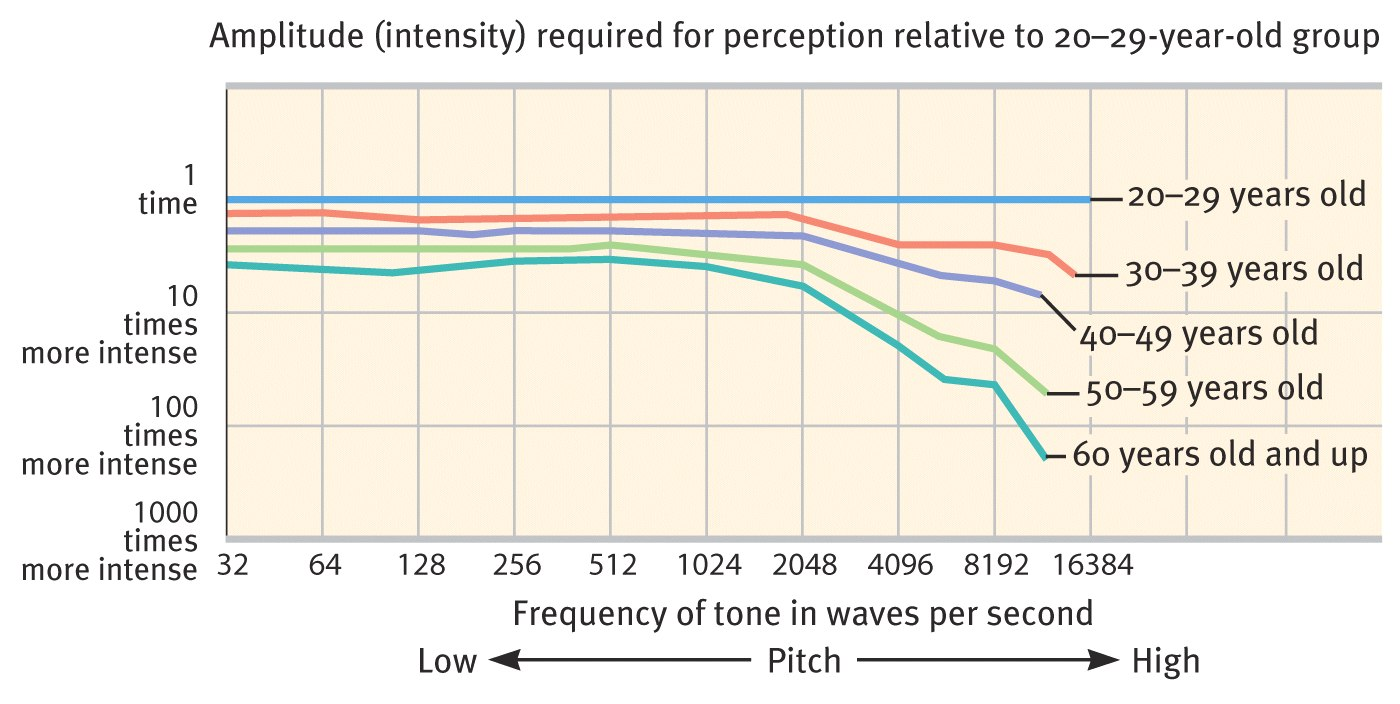 Amplitude (intensity) required for perception relative to 20–29-year-old group
1
time
10
times
more intense
100
times
more intense
1000
times
more intense
20–29 years old
30–39 years old
40–49 years old
50–59 years old
60 years old and up
32 64 128 256 512 1024 2048 4096 8192 16384
Frequency of tone in waves per second
Low Pitch High